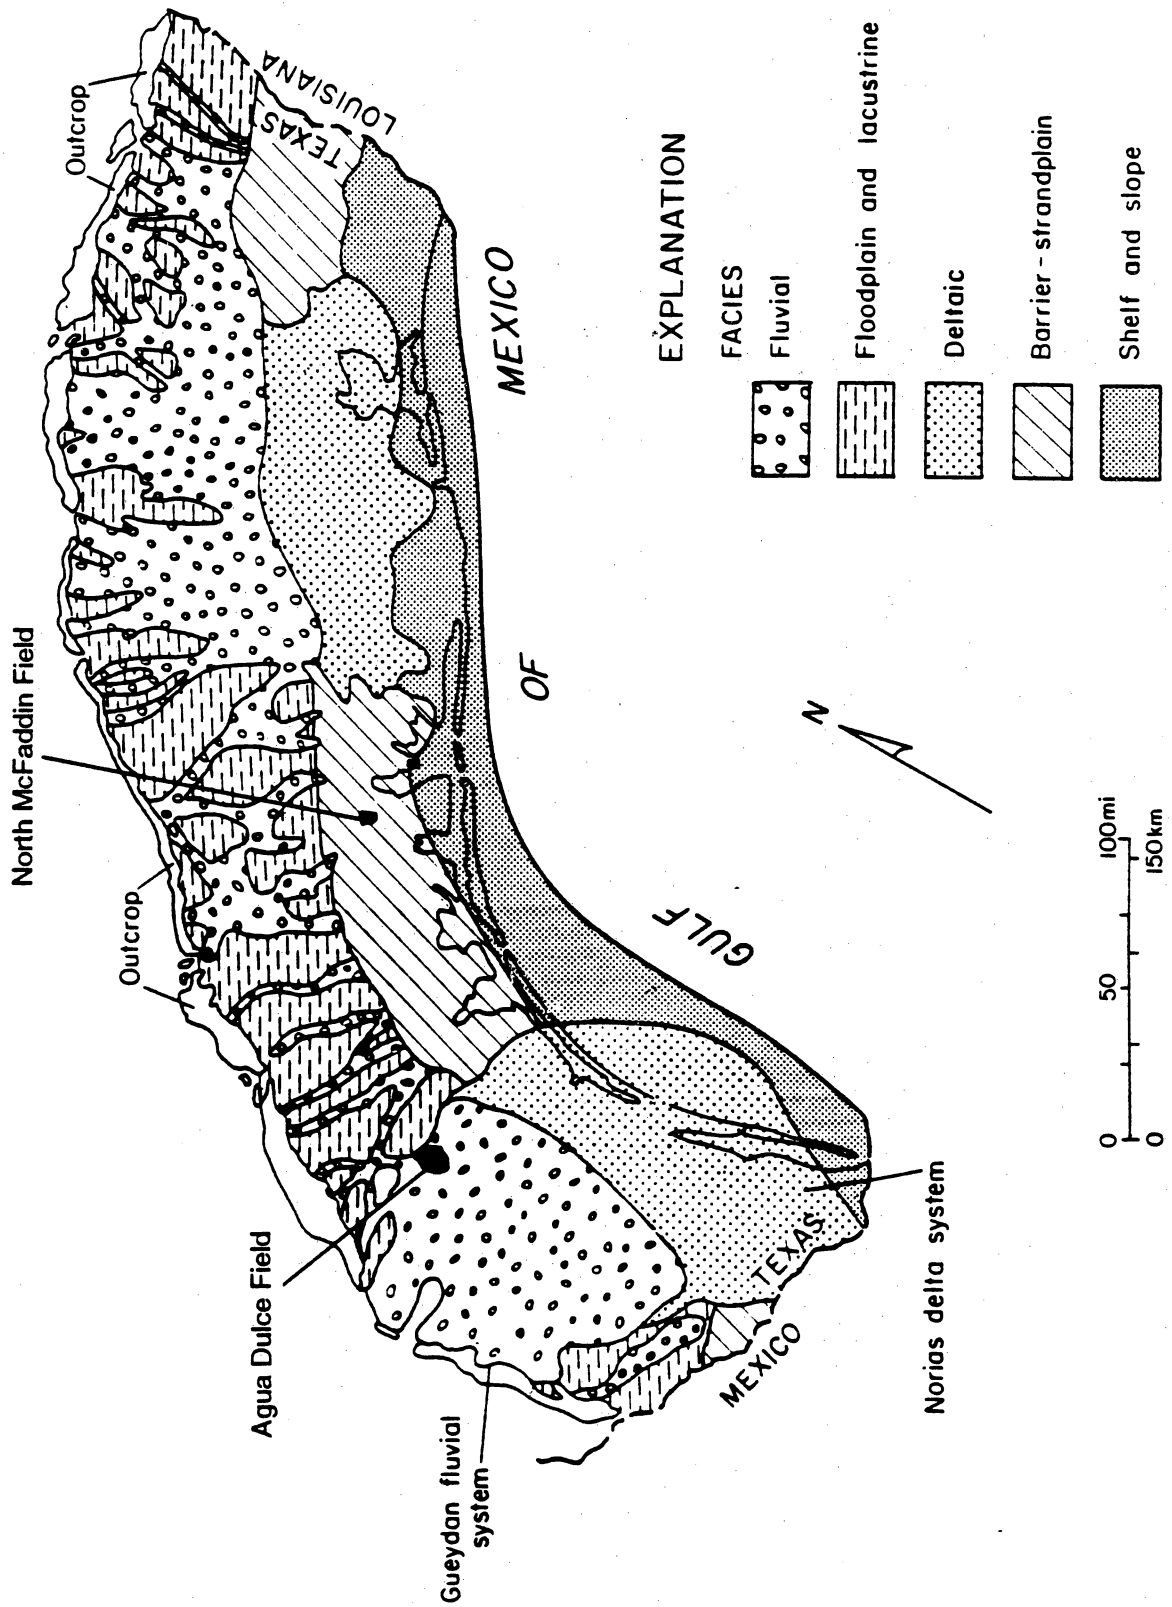 North McFaddin Field
Outcrop
Outcrop
Agua Dulce Field
Gueydan fluvial
system
Norias delta system
LOUISIANA
TEXAS
TEXAS
MEXICO
GULF
OF
MEXICO
N
0
50
100mi
0
150km
EXPLANATION
FACIES
Fluvial
Floodplain and lacustrine
Deltaic
Barrier-strandplain
Shelf and slope